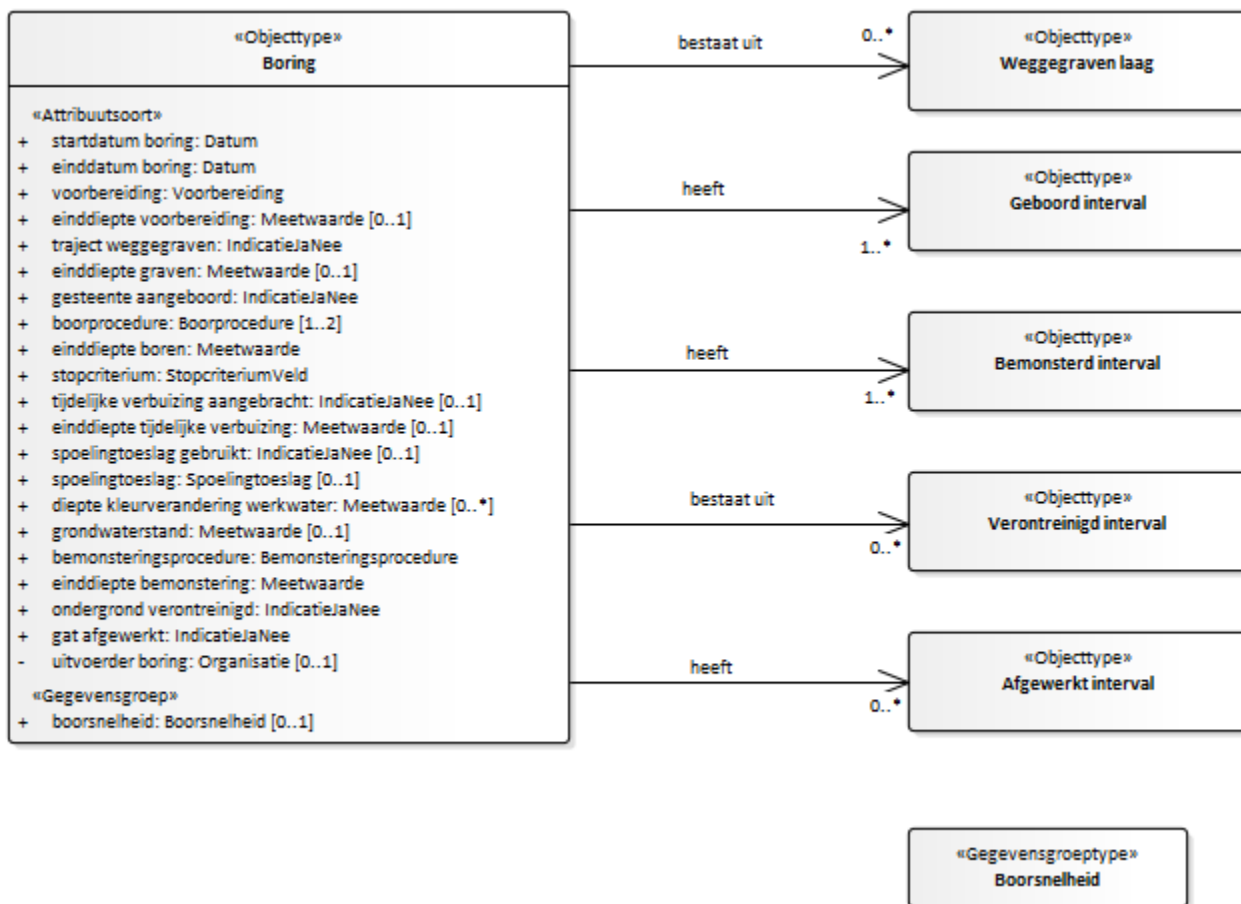 «Objecttype»
Boring
«Attribuutsoort»
+ startdatum boring: Datum
+ einddatum boring: Datum
+ voorbereiding: Voorbereiding
+ einddiepte voorbereiding: Meetwaarde [0..1]
+ traject weggegraven: IndicatieJaNee
+ einddiepte graven: Meetwaarde [0..1]
+ gesteente aangeboord: IndicatieJaNee
+ boorprocedure: Boorprocedure [1..2]
+ einddiepte boren: Meetwaarde
+ stopcriterium: StopcriteriumVeld
+ tijdelijke verbuizing aangebracht: IndicatieJaNee [0..1]
+ einddiepte tijdelijke verbuizing: Meetwaarde [0..1]
+ spoelingtoeslag gebruikt: IndicatieJaNee [0..1]
+ spoelingtoeslag: Spoelingtoeslag [0..1]
+ diepte kleurverandering werkwater: Meetwaarde [0..*]
+ grondwaterstand: Meetwaarde [0..1]
+ bemonsteringsprocedure: Bemonsteringsprocedure
+ einddiepte bemonstering: Meetwaarde
+ ondergrond verontreinigd: IndicatieJaNee
+ gat afgewerkt: IndicatieJaNee
- uitvoerder boring: Organisatie [0..1]
«Gegevensgroep»
+ boorsnelheid: Boorsnelheid [0..1]
bestaat uit
0..*
«Objecttype»
Weggegraven laag
heeft
1..*
«Objecttype»
Geboord interval
heeft
1..*
«Objecttype»
Bemonsterd interval
bestaat uit
0..*
«Objecttype»
Verontreinigd interval
heeft
0..*
«Objecttype»
Afgewerkt interval
«Gegevensgroeptype»
Boorsnelheid